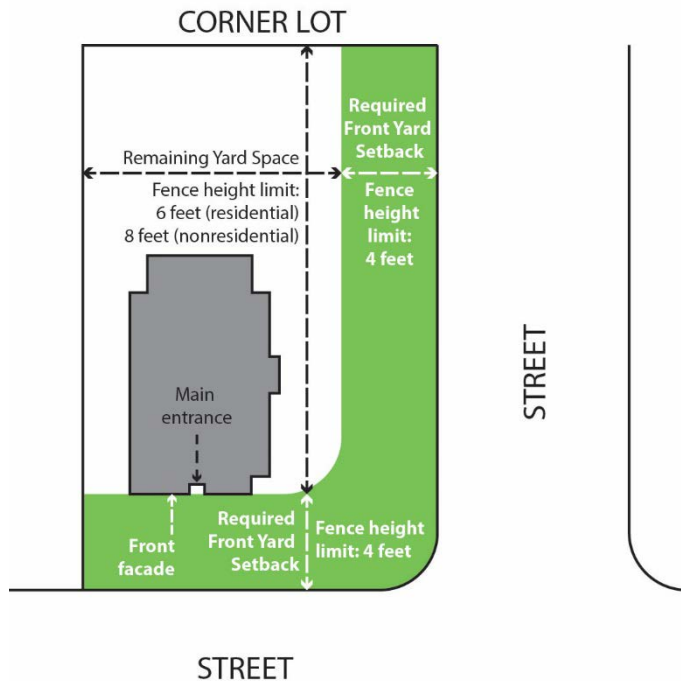 CORNER LOT
Required
Front Yard
Setback
Remaining Yard Space
Fence height limit:
6 feet (residential)
8 feet (nonresidential)
Fence
height
limit:
4 feet
STREET
Main
entrance
Required
Front Yard
Setback
Fence height
limit: 4 feet
Front
facade
STREET